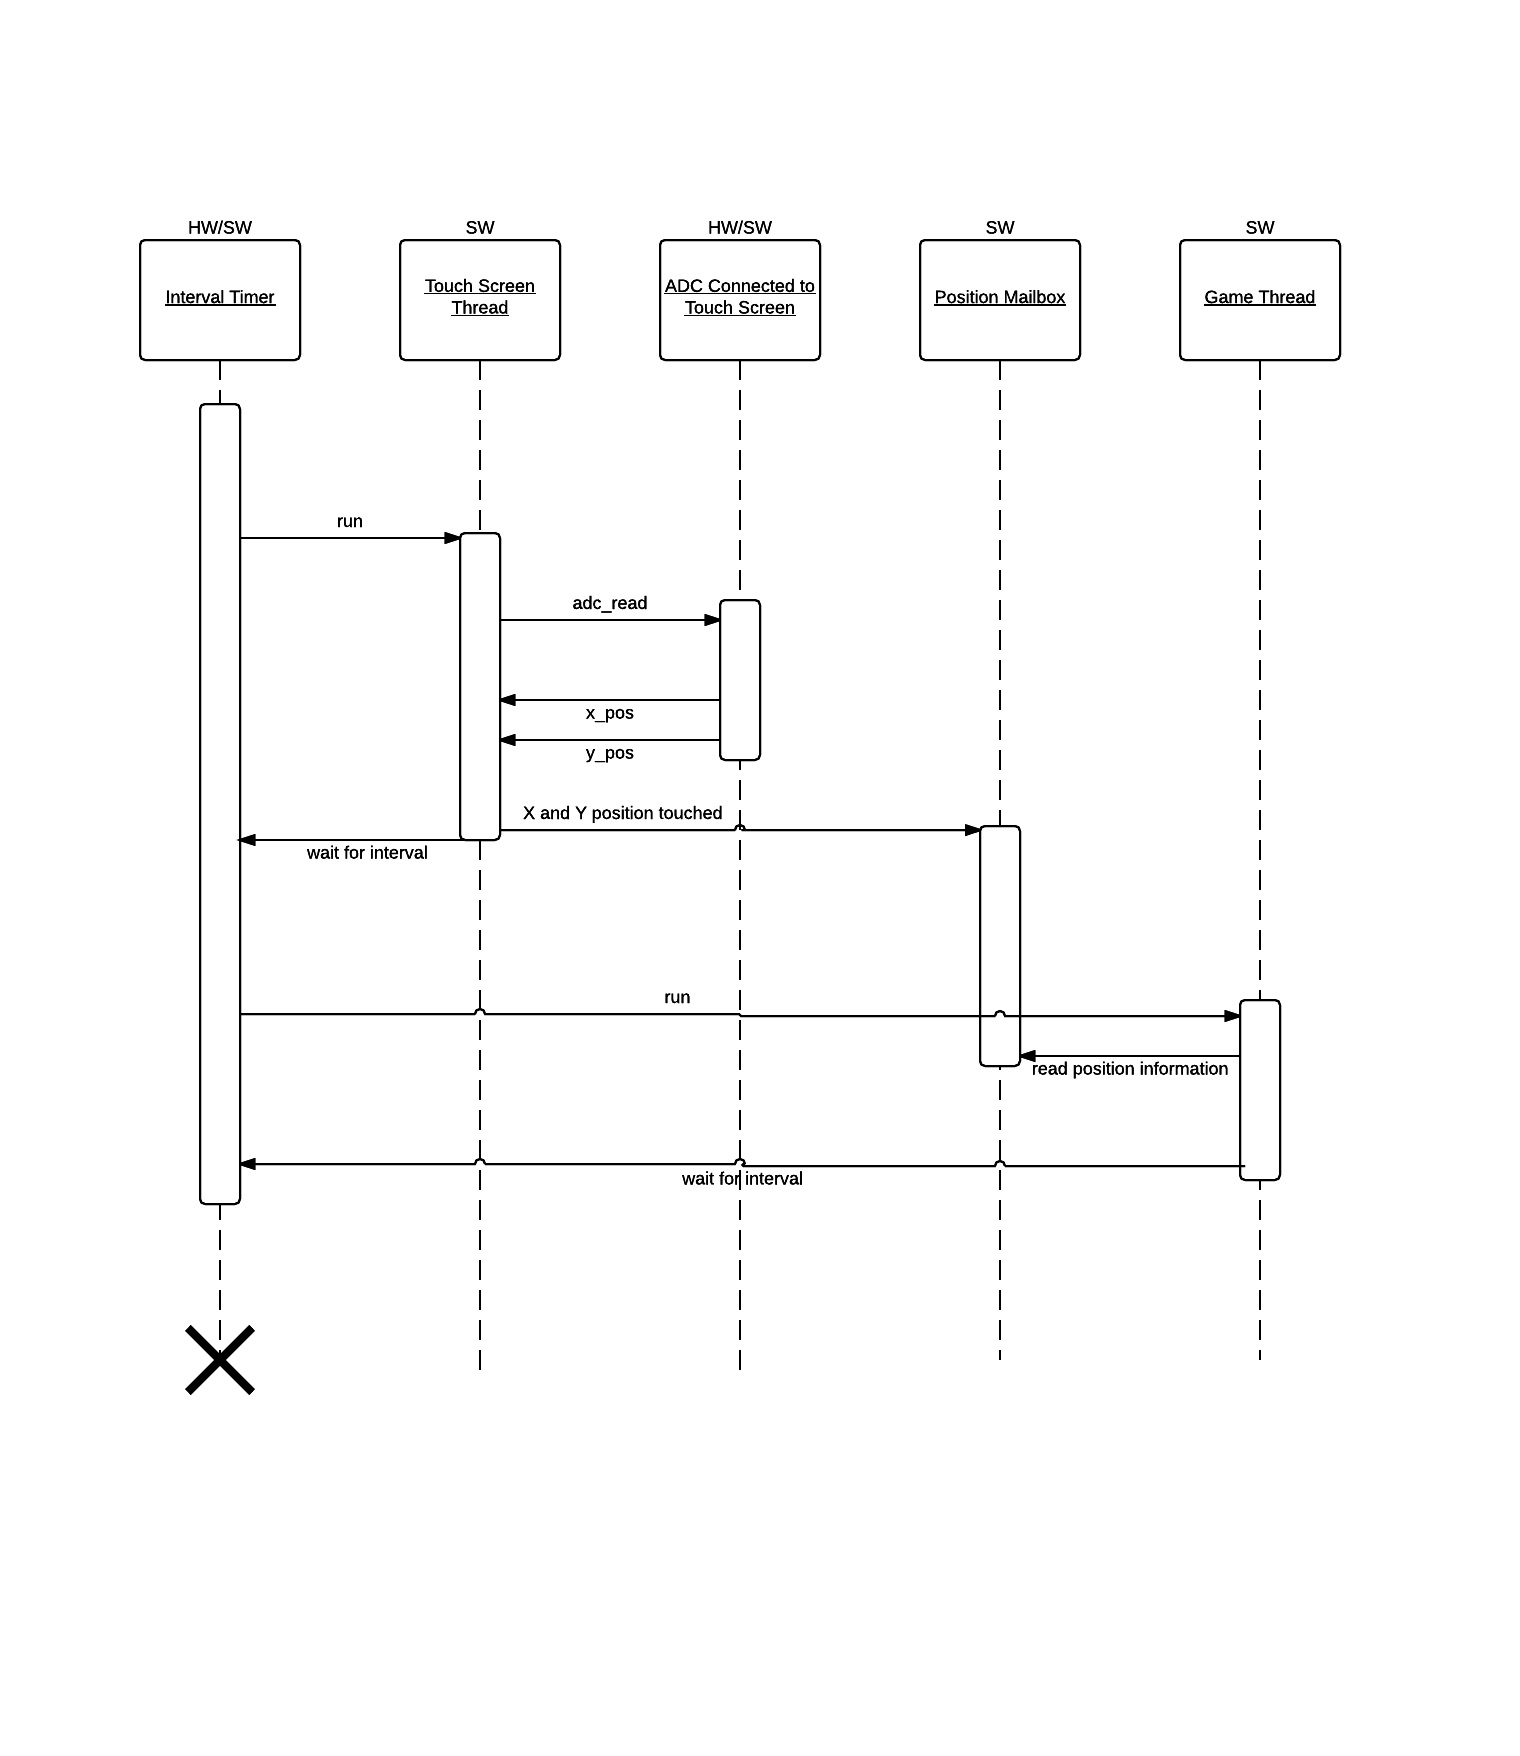 HW/SW
SW
HW/SW
SW
SW
Interval Timer
Touch Screen
Thread
ADC Connected to
Touch Screen
Position Mailbox
Game Thread
run
adc_read
x_pos
y_pos
X and Y position touched
wait for interval
run
read position information
wait for interval